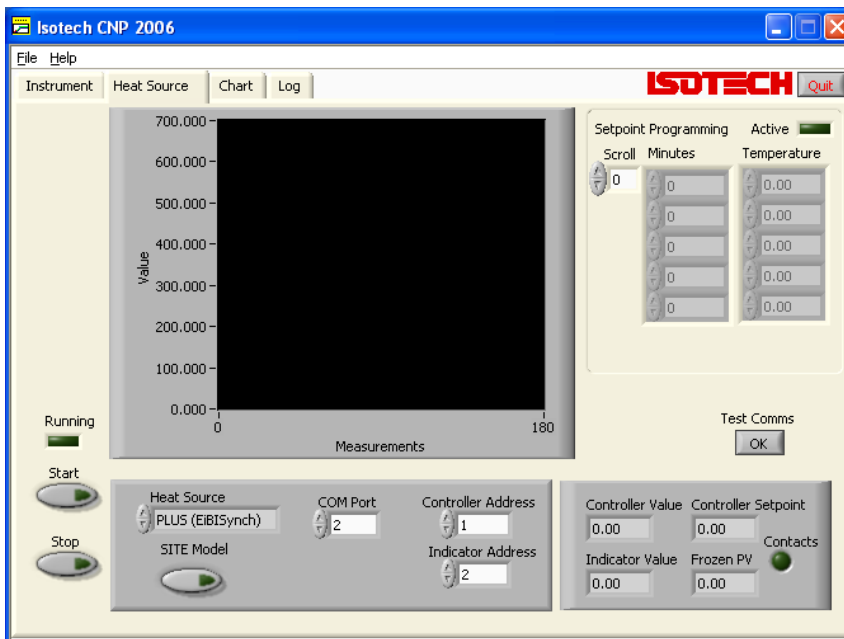 Isotech CNP 2006
File Help
Instrument Heat Source Chart Log ISOTECH Quit
700.000
600.000
500.000
400.000
300.000
200.000
100.000
0.000
Value
0 180
Measurements
Setpoint Programming Active
Scroll Minutes Temperature
0 0 0.00
0 0.00
0 0.00
0 0.00
0 0.00
Running
Start
Stop
Test Comms
OK
Heat Source COM Port Controller Address
PLUS (EiBISynch) 2 1
SITE Model Indicator Address
2
Controller Value Controller Setpoint
0.00 0.00
Contacts
Indicator Value Frozen PV
0.00 0.00